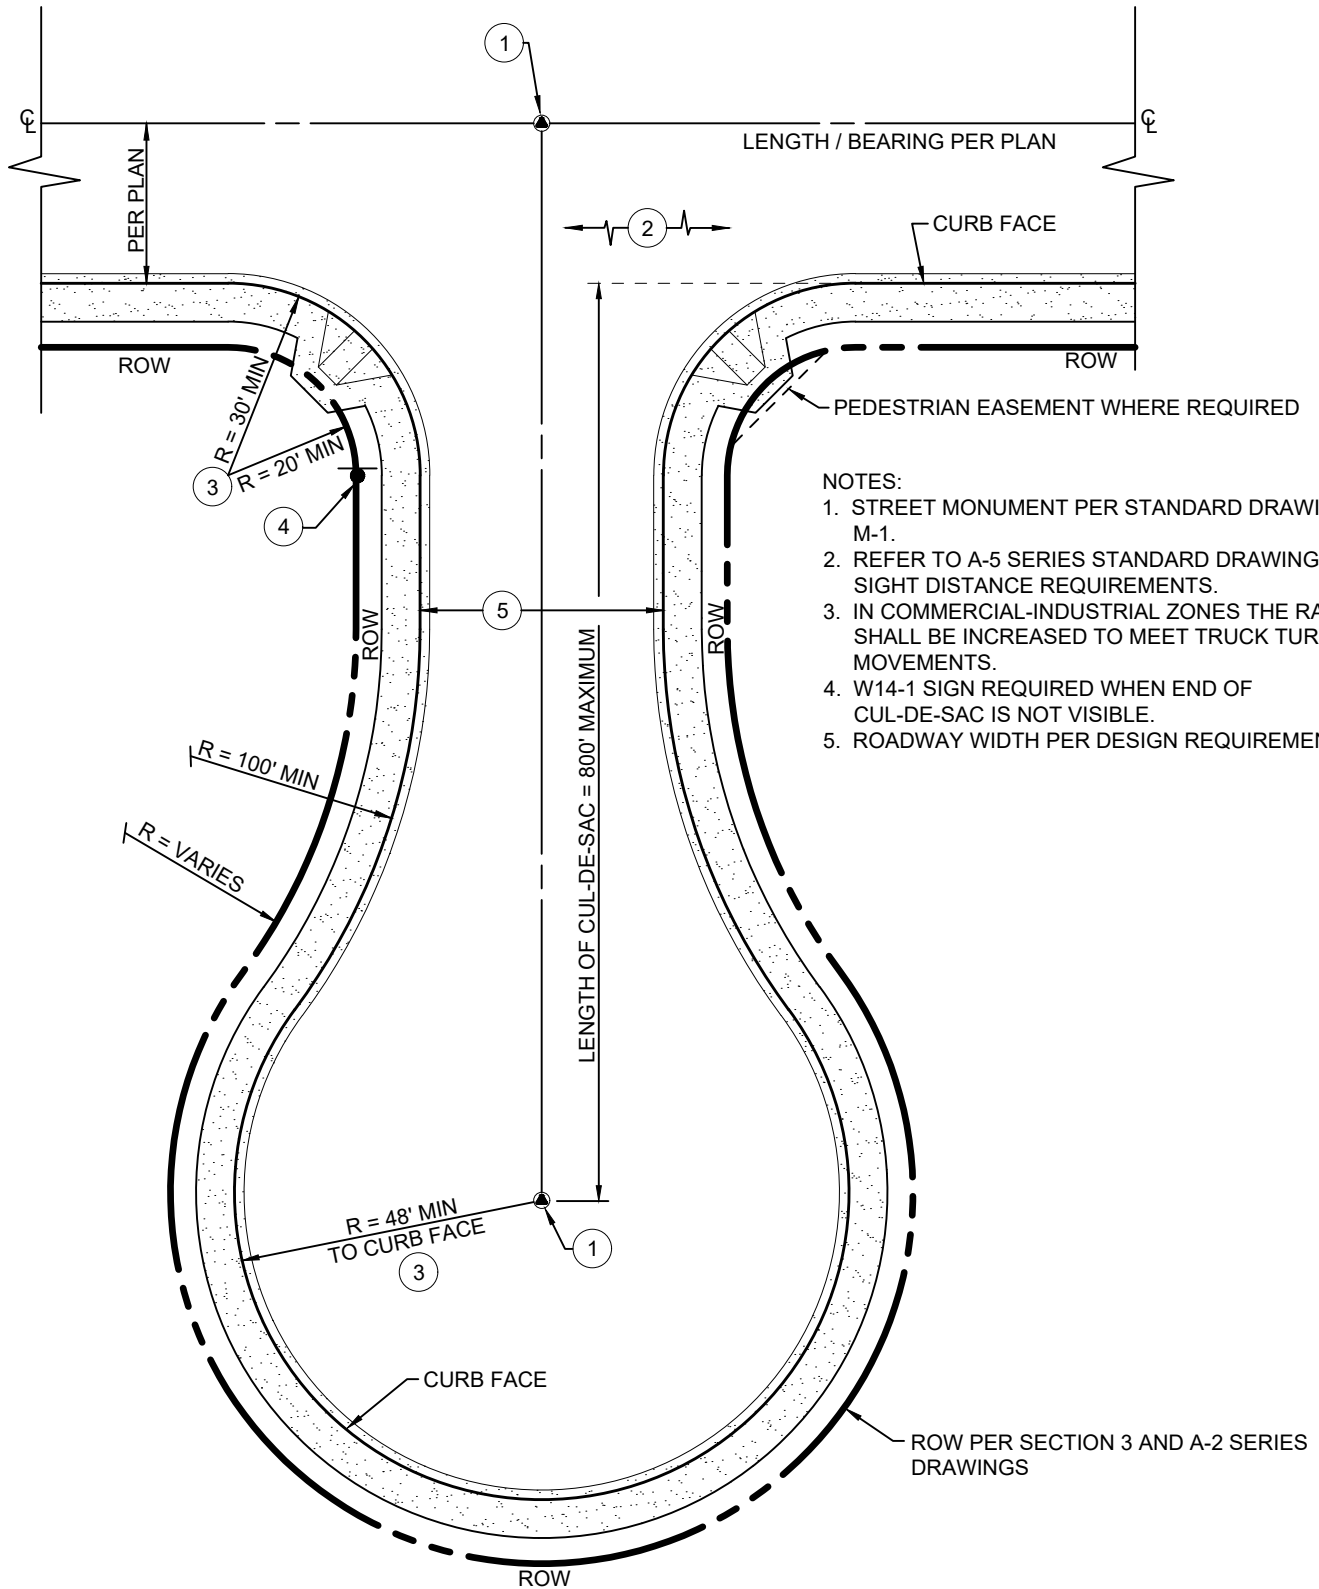 1
℄
℄
LENGTH / BEARING PER PLAN
PER PLAN
2
CURB FACE
ROW
ROW
R = 30' MIN
R = 20' MIN
3
4
PEDESTRIAN EASEMENT WHERE REQUIRED
NOTES:
1. STREET MONUMENT PER STANDARD
M-1.
2. REFER TO A-5 SERIES STANDARD
SIGHT DISTANCE REQUIREMENTS.
3. IN COMMERCIAL-INDUSTRIAL ZONES THE
SHALL BE INCREASED TO MEET TRUCK
MOVEMENTS.
4. W14-1 SIGN REQUIRED WHEN END OF
CUL-DE-SAC IS NOT VISIBLE.
5. ROADWAY WIDTH PER DESIGN
5
ROW
ROW
LENGTH OF CUL-DE-SAC = 800' MAXIMUM
R = 100' MIN
R = VARIES
R = 48' MIN
TO CURB FACE
3
1
CURB FACE
ROW PER SECTION 3 AND A-2 SERIES
DRAWINGS
ROW